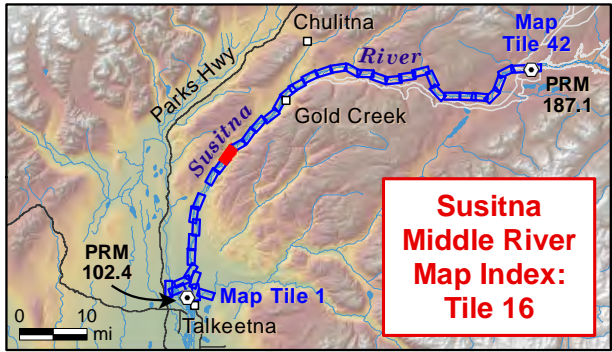 Chulitna
Map
Tile 42
River
Parks Hwy
PRM
187.1
Gold Creek
Susitna
Susitna
Middle River
Map Index:
Tile 16
PRM
102.4
Map Tile 1
0 10
mi
Talkeetna